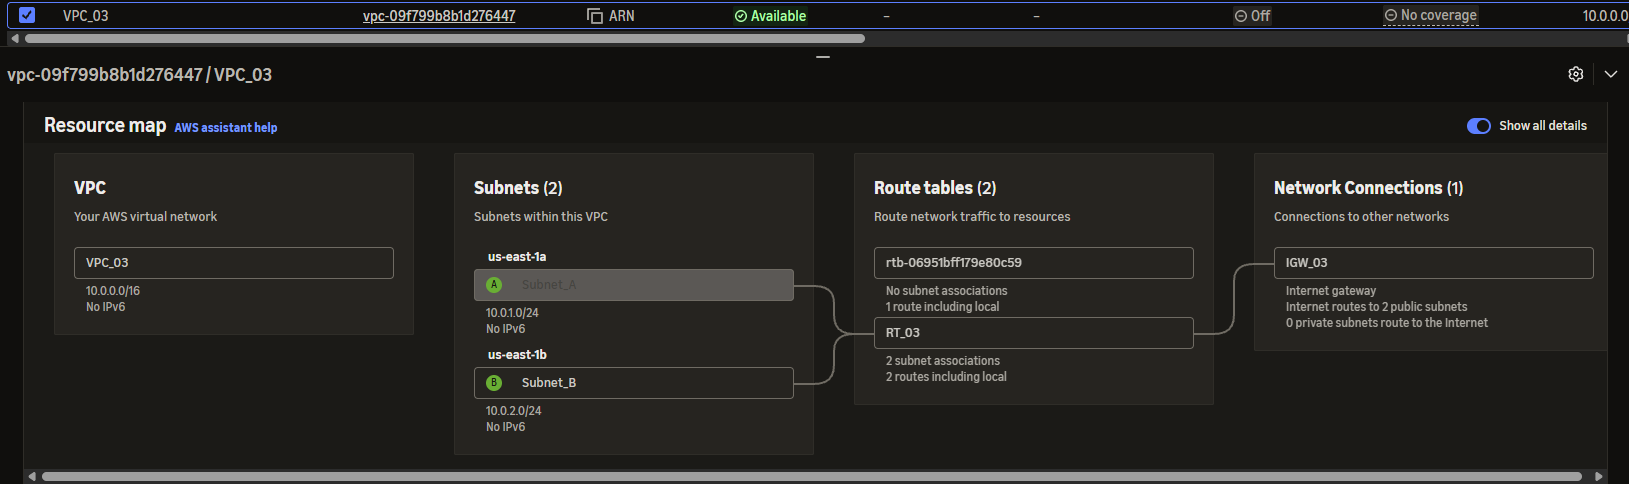 VPC_03 vpc-09f799b8b1d276447 ARN Available – – Off No coverage 10.0.0.0
vpc-09f799b8b1d276447 / VPC_03
Resource map AWS assistant help Show all details
VPC
Your AWS virtual network
VPC_03
10.0.0.0/16
No IPv6
Subnets (2)
Subnets within this VPC
us-east-1a
A Subnet_A
10.0.1.0/24
No IPv6
us-east-1b
B Subnet_B
10.0.2.0/24
No IPv6
Route tables (2)
Route network traffic to resources
rtb-06951bff179e80c59
No subnet associations
1 route including local
RT_03
2 subnet associations
2 routes including local
Network Connections (1)
Connections to other networks
IGW_03
Internet gateway
Internet routes to 2 public subnets
0 private subnets route to the Internet